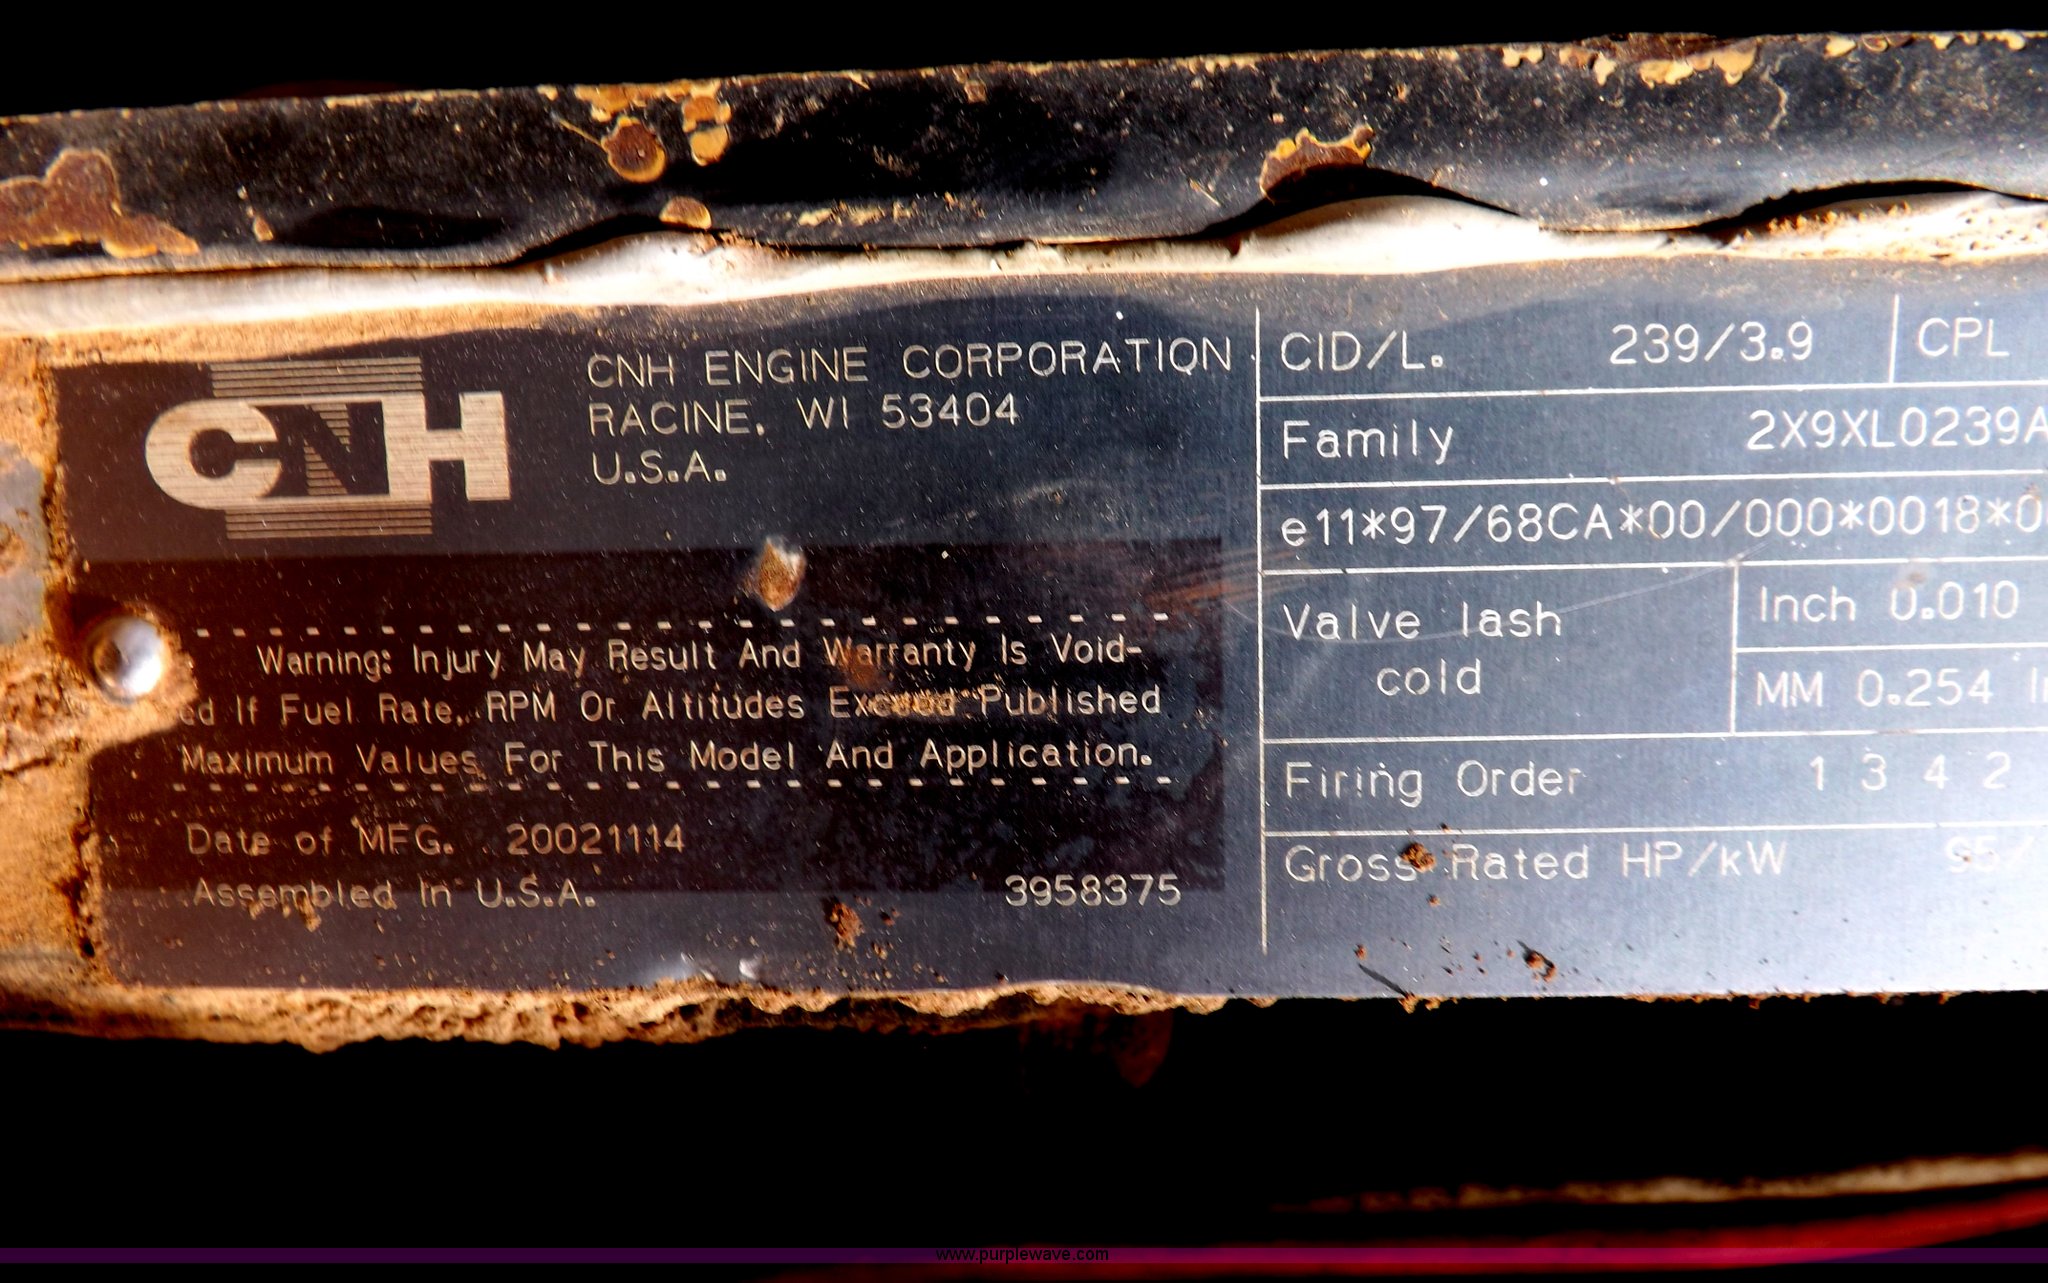 CNH
CNH ENGINE CORPORATION
RACINE, WI 53404
U.S.A.
Warning: Injury May Result And Warranty Is Void-
ed If Fuel Rate, RPM Or Altitudes Exceed Published
Maximum Values For This Model And Application.
Date of MFG. 20021114
Assembled in U.S.A. 3958375
CID/L. 239/3.9 CPL
Family 2X9XL0239A
e11*97/68CA*00/000*0018*0
Valve lash cold
Inch 0.010
MM 0.254
Firing Order 1 3 4 2
Gross Rated HP/kW
www.purplewave.com